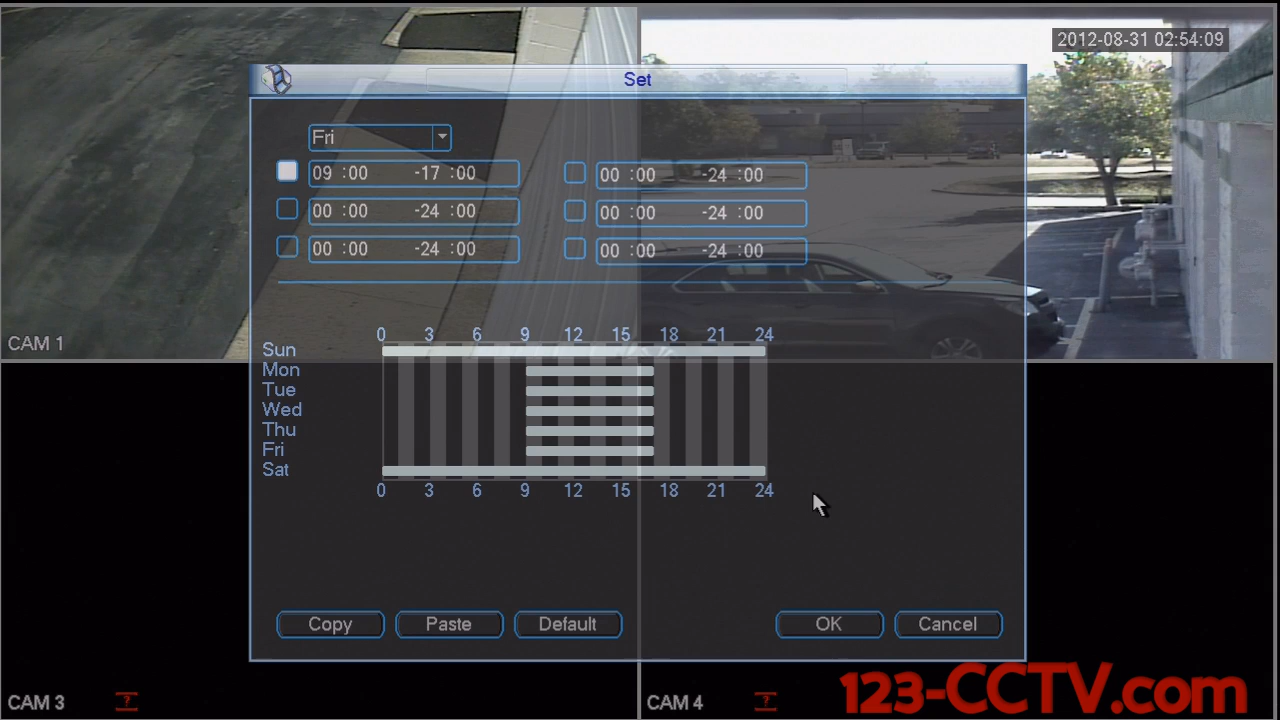 2012-08-31 02:54:09
Set
Fri
09 :00 -17 :00
00 :00 -24 :00
00 :00 -24 :00
00 :00 -24 :00
00 :00 -24 :00
00 :00 -24 :00
CAM 1
0 3 6 9 12 15 18 21 24
Sun
Mon
Tue
Wed
Thu
Fri
Sat
0 3 6 9 12 15 18 21 24
Copy Paste Default OK Cancel
CAM 3 ?
CAM 4 ?
123-CCTV.com